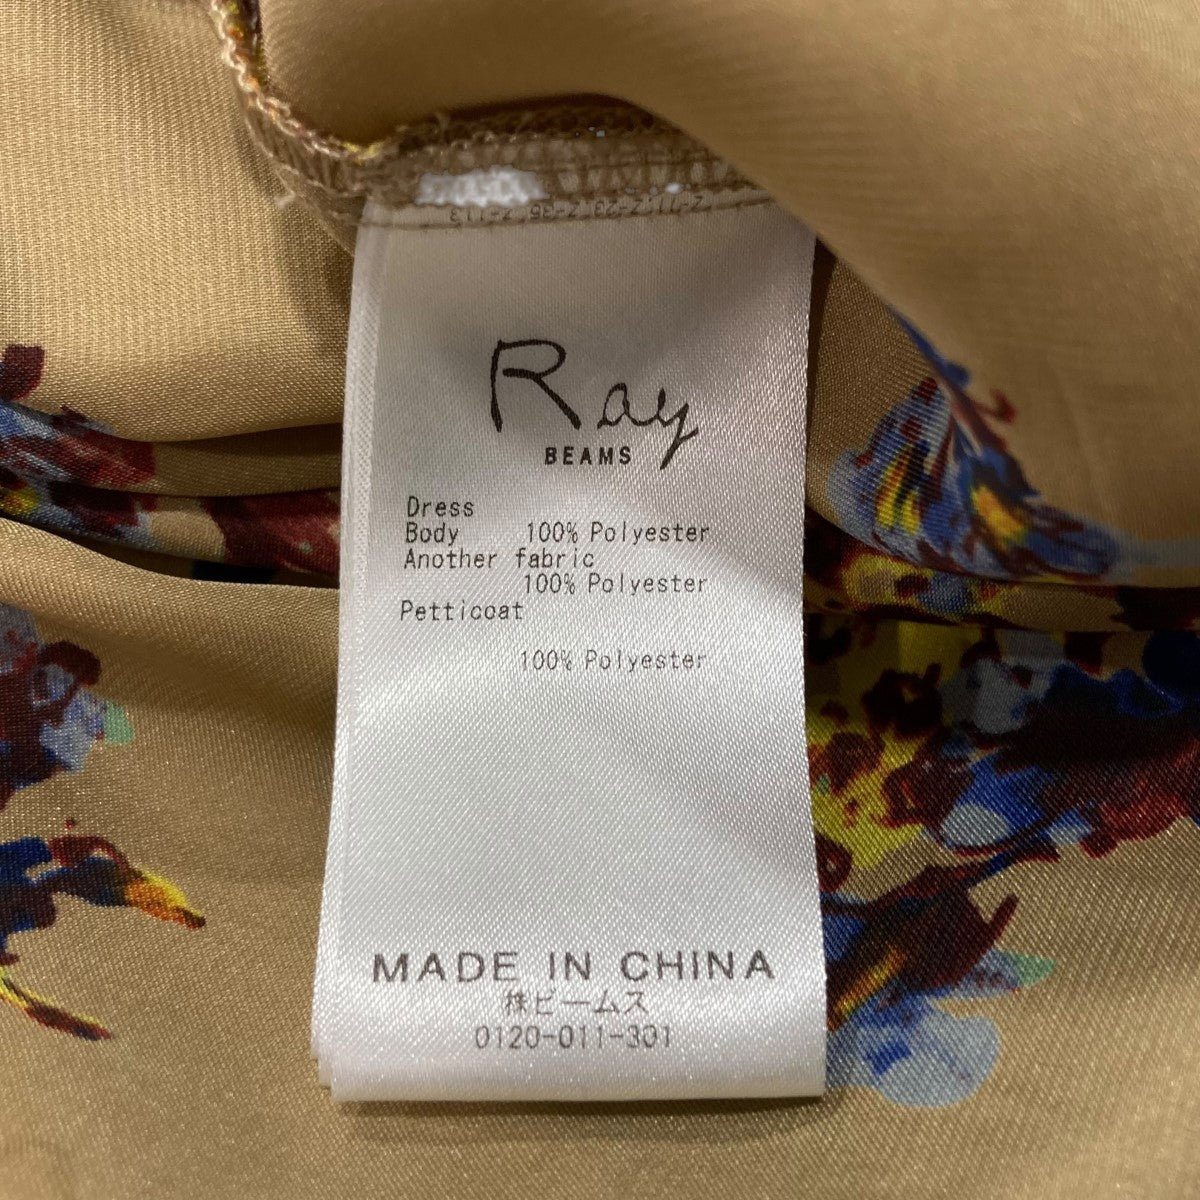 Ray
BEAMS
Dress
Body 100% Polyester
Another fabric
100% Polyester
Petticoat
100% Polyester
MADE IN CHINA
株ビームス
0120-011-301